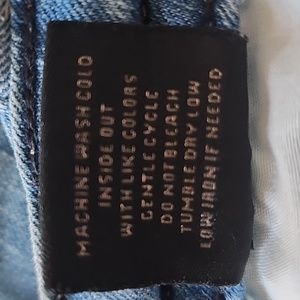 MACHINE WASH COLD
INSIDE OUT
WITH LIKE COLORS
GENTLE CYCLE
DO NOT BLEACH
TUMBLE DRY LOW
LOW IRON IF NEEDED